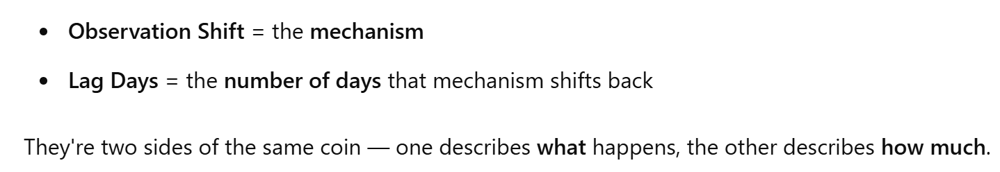 • Observation Shift = the mechanism
• Lag Days = the number of days that mechanism shifts back
They're two sides of the same coin — one describes what happens, the other describes how much.